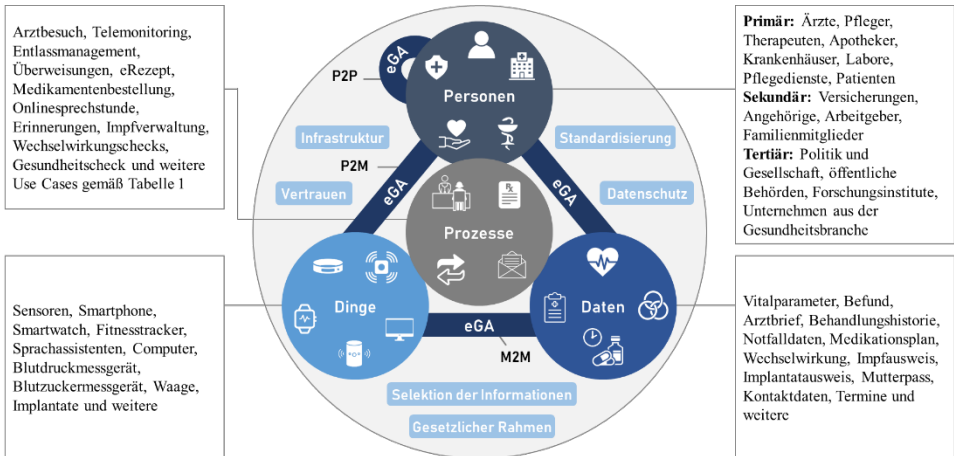 Arztbesuch, Telemonitoring,
Entlassmanagement,
Überweisungen, eRezept,
Medikamentenbestellung,
Onlinesprechstunde,
Erinnerungen, Impfverwaltung,
Wechselwirkungschecks,
Gesundheitscheck und weitere
Use Cases gemäß Tabelle 1
eGA
P2P
Personen
Infrastruktur
Standardisierung
P2M
Vertrauen
eGA
eGA
Datenschutz
Prozesse
Dinge
Daten
eGA
M2M
Selektion der Informationen
Gesetzlicher Rahmen
Primär: Ärzte, Pfleger,
Therapeuten, Apotheker,
Krankenhäuser, Labore,
Pflegedienste, Patienten
Sekundär: Versicherungen,
Angehörige, Arbeitgeber,
Familienmitglieder
Tertiär: Politik und
Gesellschaft, öffentliche
Behörden, Forschungsinstitute,
Unternehmen aus der
Gesundheitsbranche
Sensoren, Smartphone,
Smartwatch, Fitnesstracker,
Sprachassistenten, Computer,
Blutdruckmessgerät,
Blutzuckermessgerät, Waage,
Implantate und weitere
Vitalparameter, Befund,
Arztbrief, Behandlungshistorie,
Notfalldaten, Medikationsplan,
Wechselwirkung, Impfausweis,
Implantatausweis, Mutterpass,
Kontaktdaten, Termine und
weitere